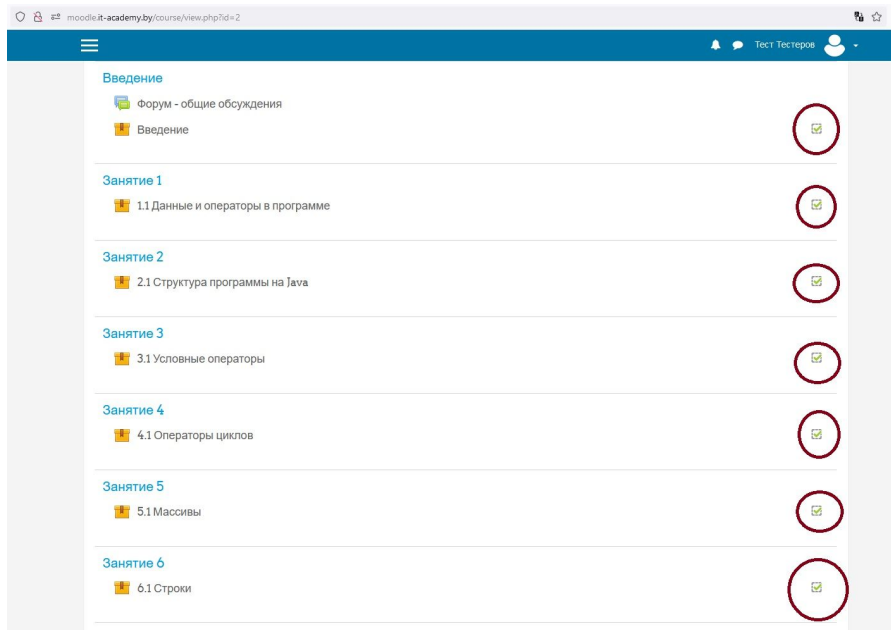 moodle.it-academy.by/course/view.php?id=2
Тест Тестеров
Введение
Форум - общие обсуждения
Введение
Занятие 1
1.1 Данные и операторы в программе
Занятие 2
2.1 Структура программы на Java
Занятие 3
3.1 Условные операторы
Занятие 4
4.1 Операторы циклов
Занятие 5
5.1 Массивы
Занятие 6
6.1 Строки